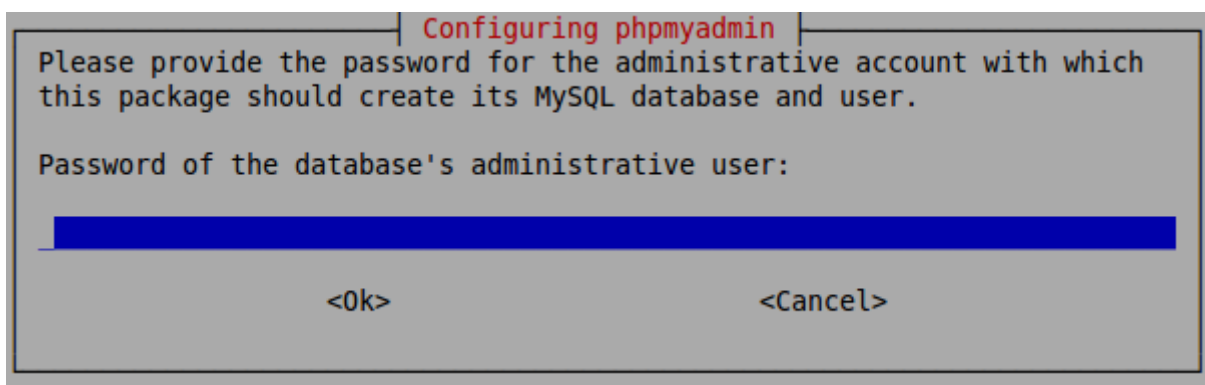 Configuring phpmyadmin
Please provide the password for the administrative account with which
this package should create its MySQL database and user.
Password of the database's administrative user:
<Ok> <Cancel>